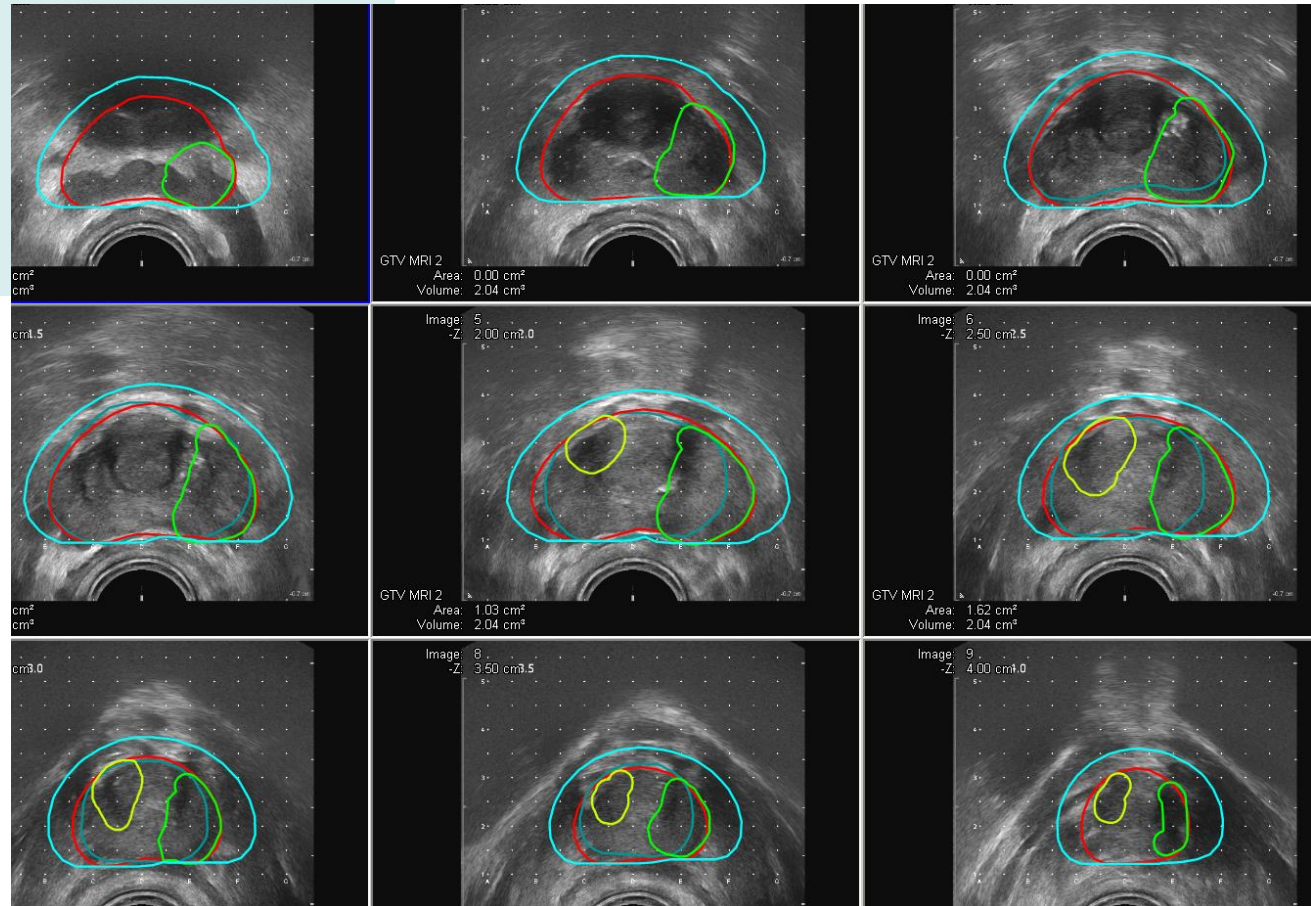 GTV MRI 2
Area: 0.00 cm²
Volume: 2.04 cm³
GTV MRI 2
Area: 0.00 cm²
Volume: 2.04 cm³
cm²
cm³
cm1.5
Image: 5
-Z: 2.00 cm2.0
Image: 6
-Z: 2.50 cm2.5
GTV MRI 2
Area: 1.03 cm²
Volume: 2.04 cm³
GTV MRI 2
Area: 1.62 cm²
Volume: 2.04 cm³
cm²
cm³
cm3.0
Image: 8
-Z: 3.50 cm3.5
Image: 9
-Z: 4.00 cm4.0